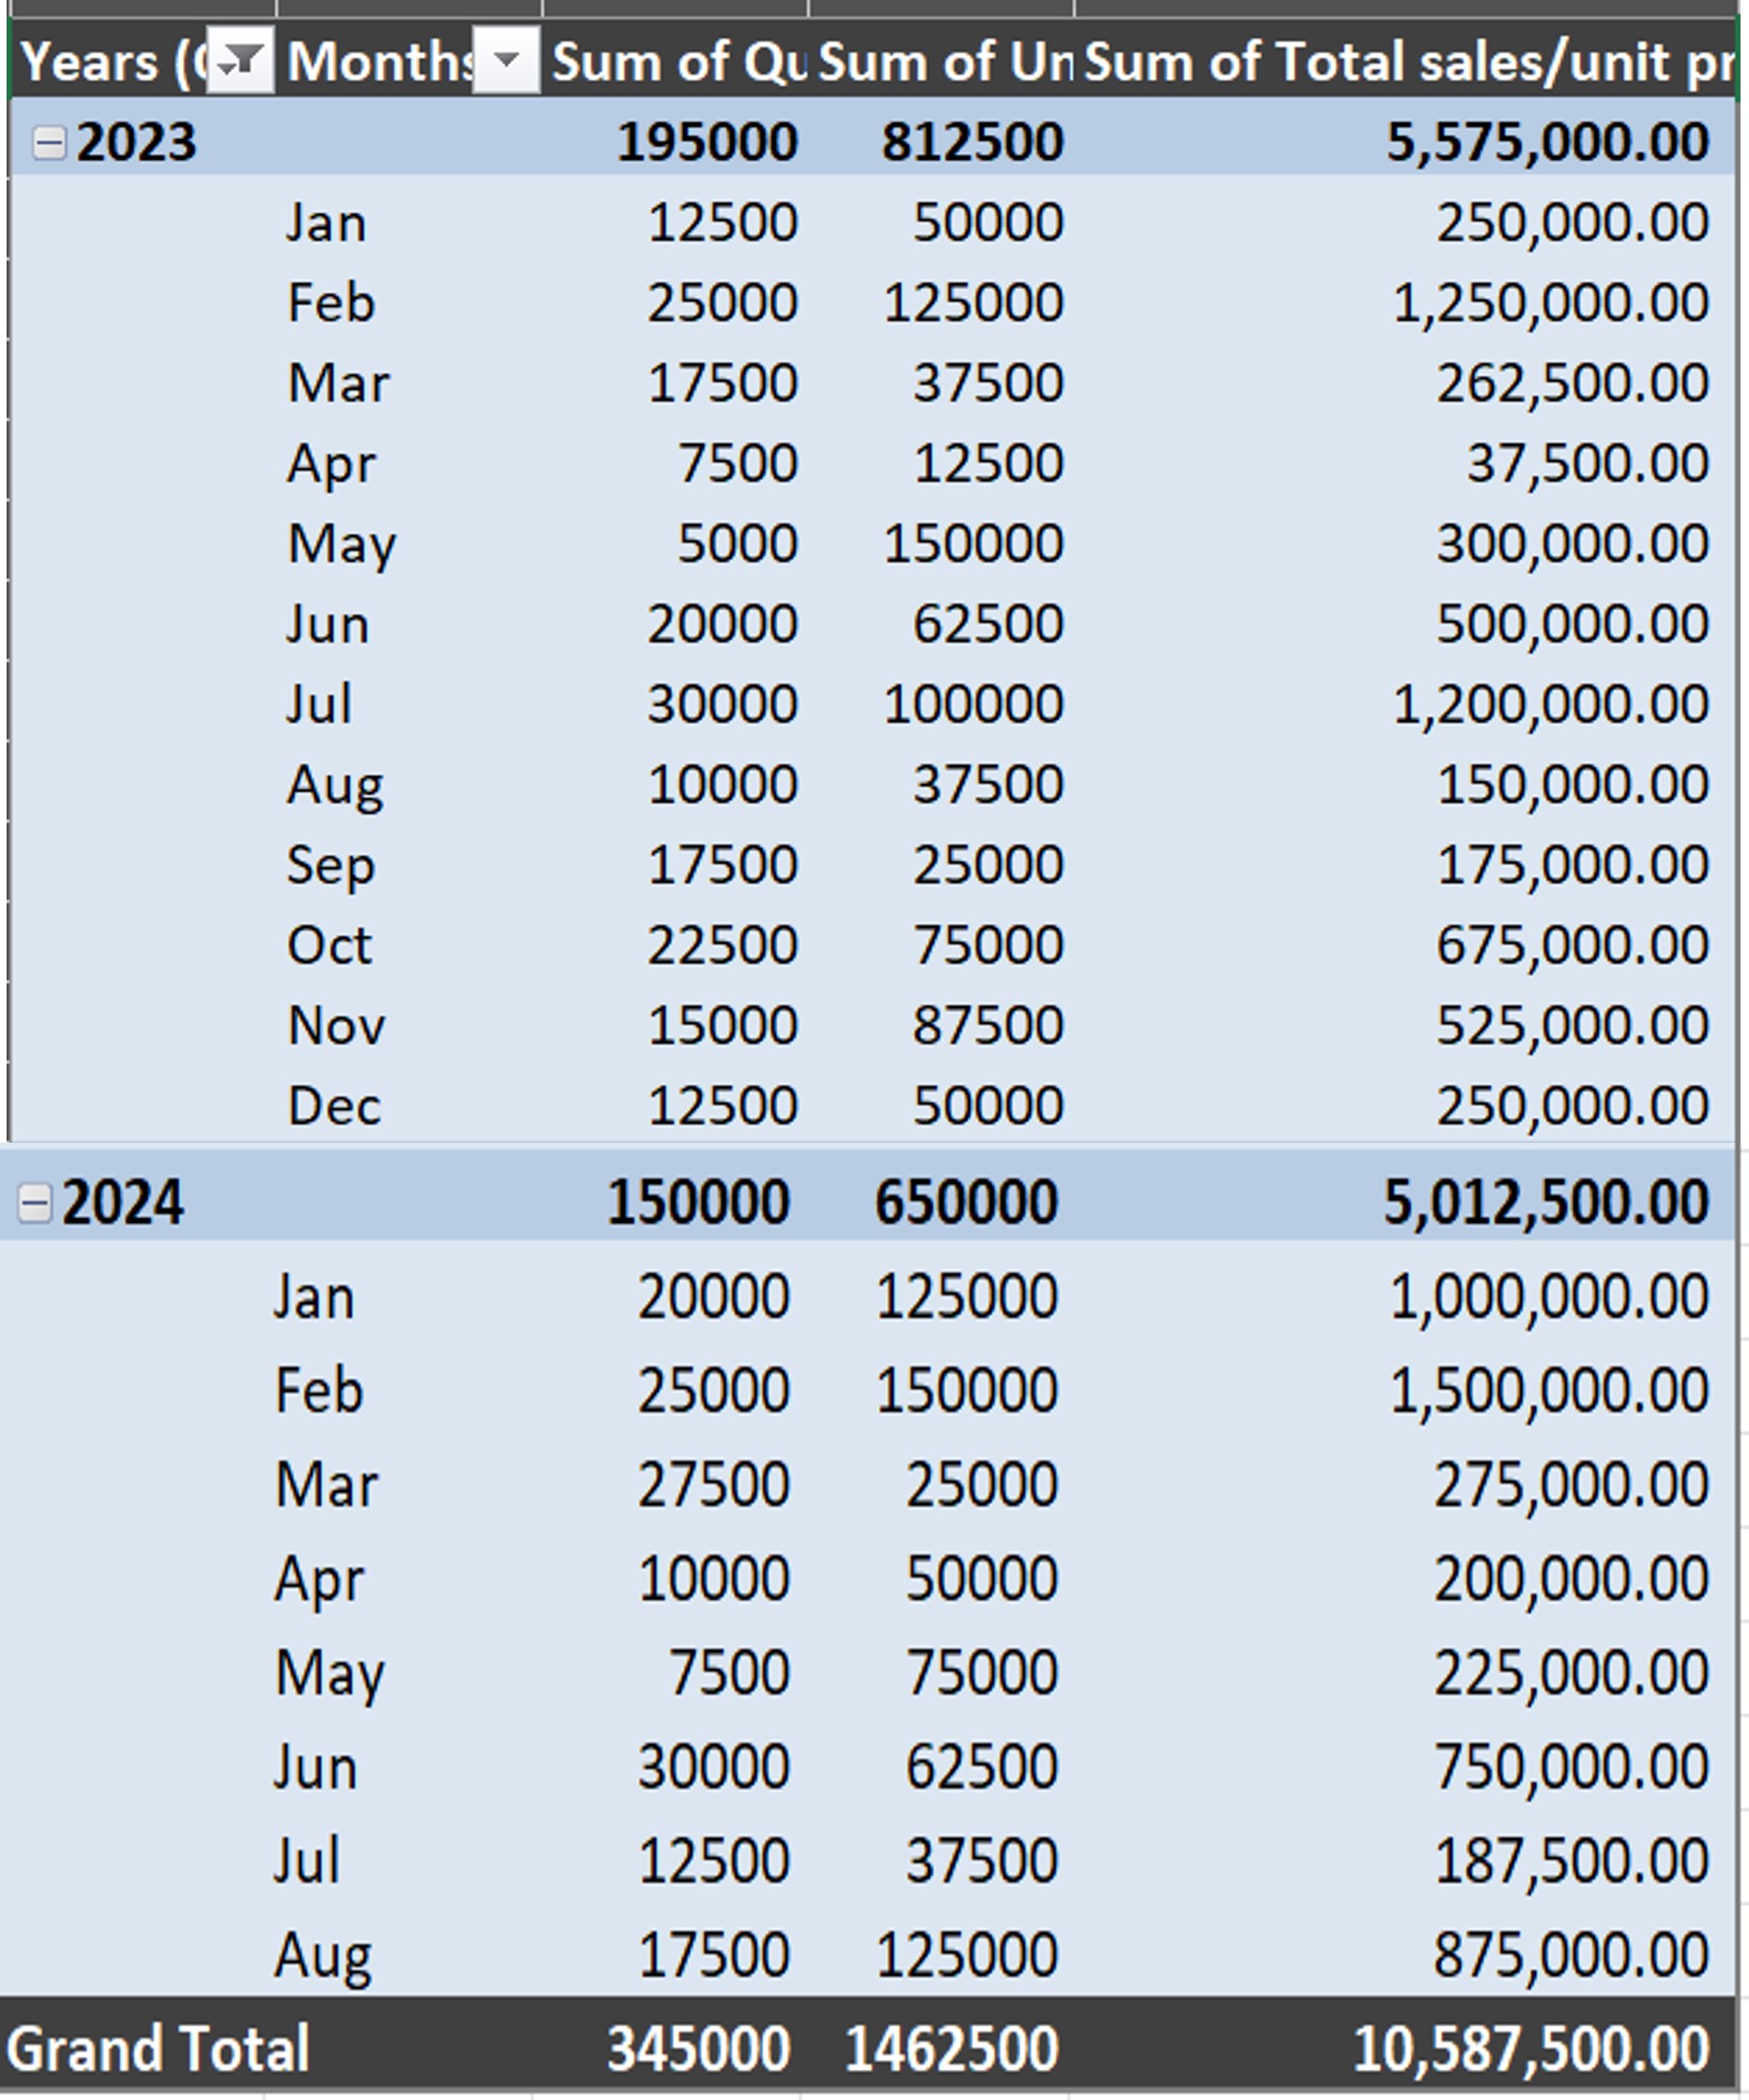 Years ( Months Sum of Qu Sum of Un Sum of Total sales/unit pr
2023 195000 812500 5,575,000.00
Jan 12500 50000 250,000.00
Feb 25000 125000 1,250,000.00
Mar 17500 37500 262,500.00
Apr 7500 12500 37,500.00
May 5000 150000 300,000.00
Jun 20000 62500 500,000.00
Jul 30000 100000 1,200,000.00
Aug 10000 37500 150,000.00
Sep 17500 25000 175,000.00
Oct 22500 75000 675,000.00
Nov 15000 87500 525,000.00
Dec 12500 50000 250,000.00
2024 150000 650000 5,012,500.00
Jan 20000 125000 1,000,000.00
Feb 25000 150000 1,500,000.00
Mar 27500 25000 275,000.00
Apr 10000 50000 200,000.00
May 7500 75000 225,000.00
Jun 30000 62500 750,000.00
Jul 12500 37500 187,500.00
Aug 17500 125000 875,000.00
Grand Total 345000 1462500 10,587,500.00